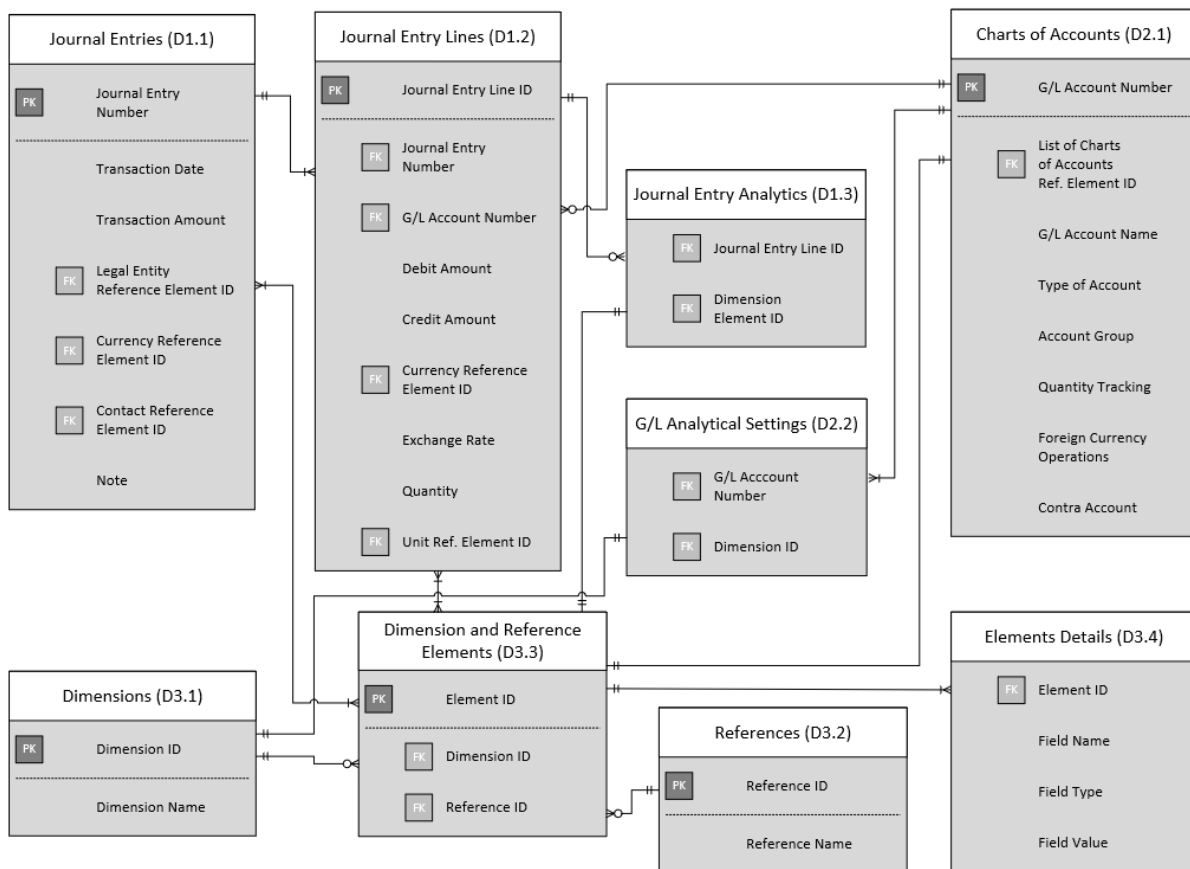 Journal Entries (D1.1)
PK
Journal Entry
Number
Transaction Date
Transaction Amount
FK
Legal Entity
Reference Element ID
FK
Currency Reference
Element ID
FK
Contact Reference
Element ID
Note
Journal Entry Lines (D1.2)
PK
Journal Entry Line ID
FK
Journal Entry
Number
FK
G/L Account Number
Debit Amount
Credit Amount
FK
Currency Reference
Element ID
Exchange Rate
Quantity
FK
Unit Ref. Element ID
Journal Entry Analytics (D1.3)
FK
Journal Entry Line ID
FK
Dimension
Element ID
G/L Analytical Settings (D2.2)
FK
G/L Acccount
Number
FK
Dimension ID
Charts of Accounts (D2.1)
PK
G/L Account Number
FK
List of Charts
of Accounts
Ref. Element ID
G/L Account Name
Type of Account
Account Group
Quantity Tracking
Foreign Currency
Operations
Contra Account
Dimensions (D3.1)
PK
Dimension ID
Dimension Name
Dimension and Reference
Elements (D3.3)
PK
Element ID
FK
Dimension ID
FK
Reference ID
References (D3.2)
PK
Reference ID
Reference Name
Elements Details (D3.4)
FK
Element ID
Field Name
Field Type
Field Value